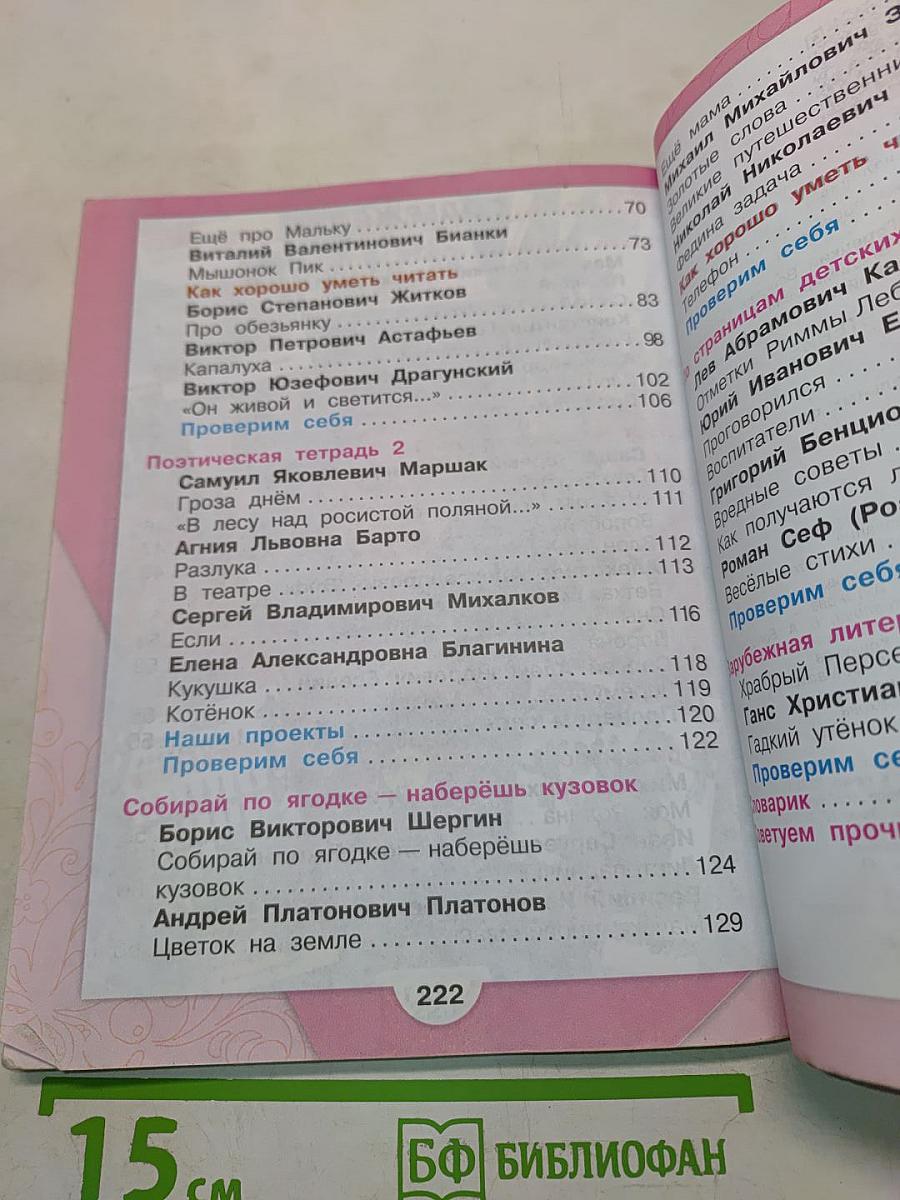 Ещё про Мальку ........ 70
Виталий Валентинович Бианки
Мышонок Пик ........ 73
Как хорошо уметь читать
Борис Степанович Житков
Про обезьянку ........ 83
Виктор Петрович Астафьев
Капалуха ........ 98
Виктор Юзефович Драгунский
«Он живой и светится...» ........ 102
Проверим себя ........ 106
Поэтическая тетрадь 2
Самуил Яковлевич Маршак
Гроза днём ........ 110
«В лесу над росистой поляной...» ........ 111
Агния Львовна Барто
Разлука ........ 112
В театре ........ 113
Сергей Владимирович Михалков
Если ........ 116
Елена Александровна Благинина
Кукушка ........ 118
Котёнок ........ 119
Наши проекты ........ 120
Проверим себя ........ 122
Собирай по ягодке — наберёшь кузовок
Борис Викторович Шергин
Собирай по ягодке — наберёшь
кузовок ........ 124
Андрей Платонович Платонов
Цветок на земле ........ 129
222
Ещё мама ........
Михаил Михайлович
Золотые слова ........
Великие
Николай Николаевич
Федина задача ........
Как хорошо уметь
Телефон ........
Проверим себя ........
страницам детских
Лев Абрамович
Отметки Риммы
Юрий Иванович
Проговорился ........
Воспитатели ........
Григорий
Вредные советы ........
Как получаются
Роман Сеф
Весёлые стихи ........
Проверим себя
Храбрый
Ганс
Гадкий утёнок
Проверим
15 см
БФ БИБЛИОФАН